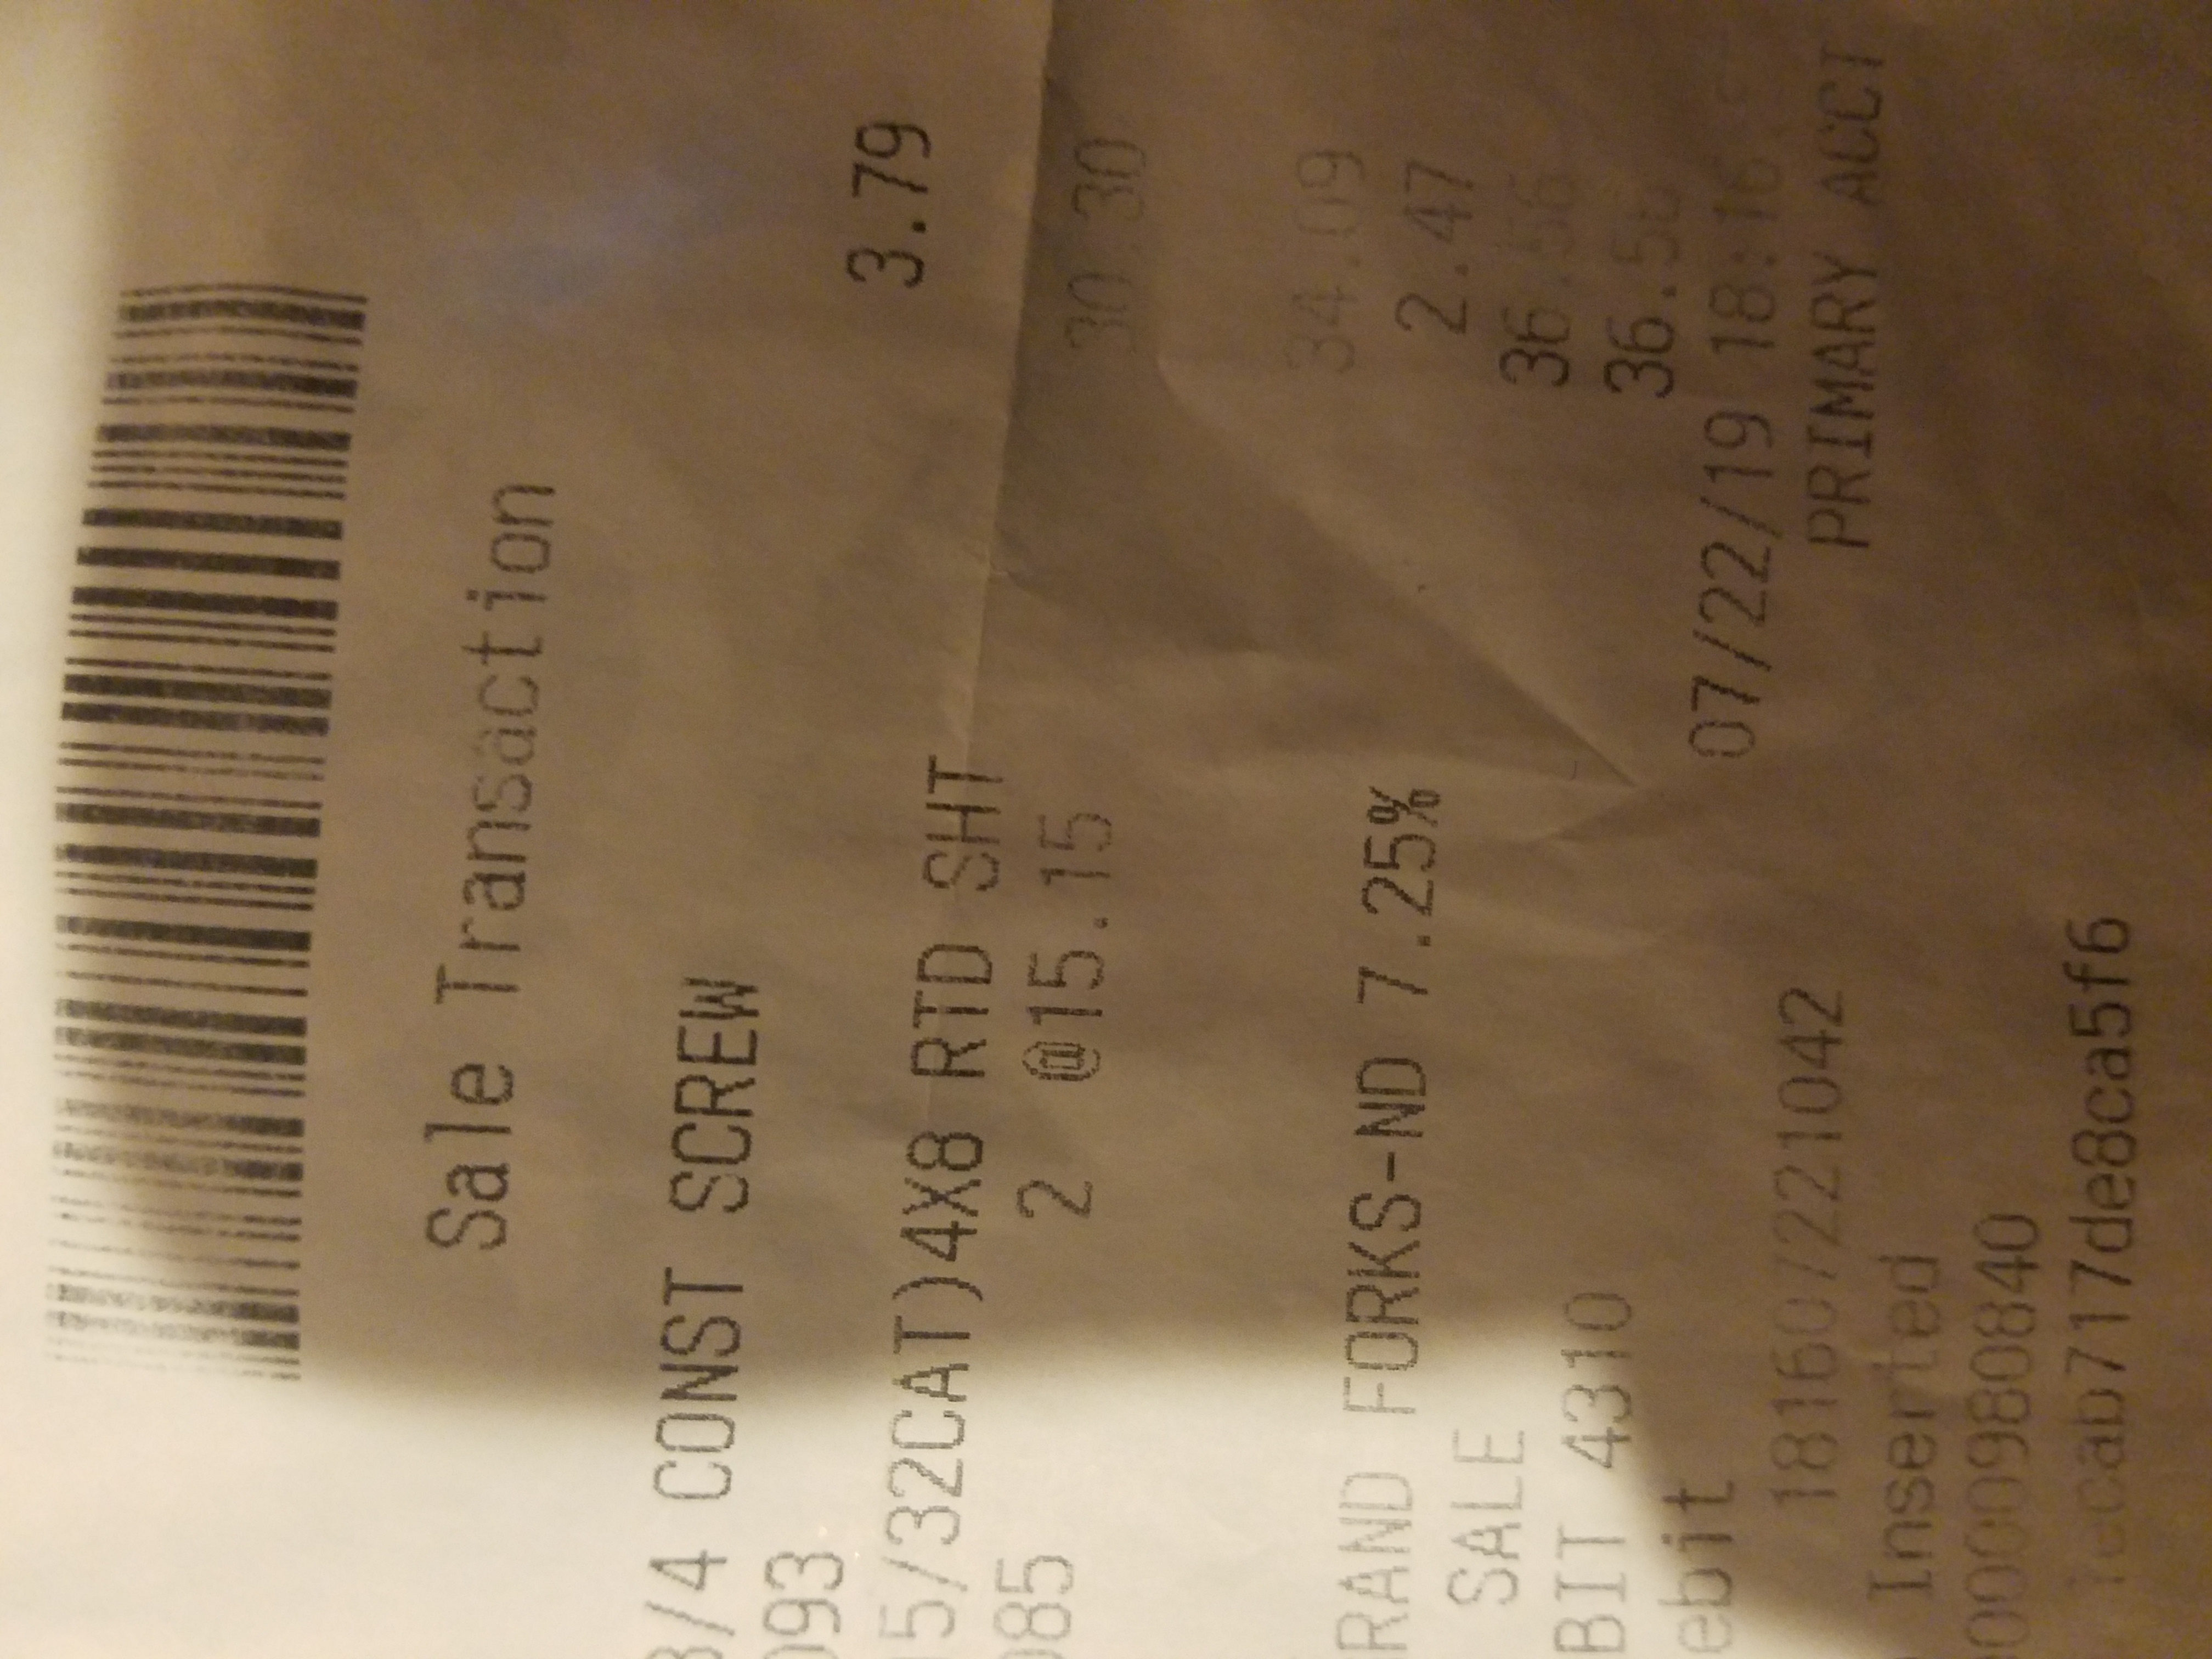 Sale Transaction
3/4 CONST SCREW
093 3.79
5/32CAT)4X8 RTD SHT
085 2 @15.15 30.30
34.09
RAND FORKS-ND 7.25% 2.47
SALE 36.56
BIT 4310 36.56
ebit 07/22/19 18:16
181607221042 PRIMARY ACCT
Inserted
0000980840
ecab717de8ca5f6